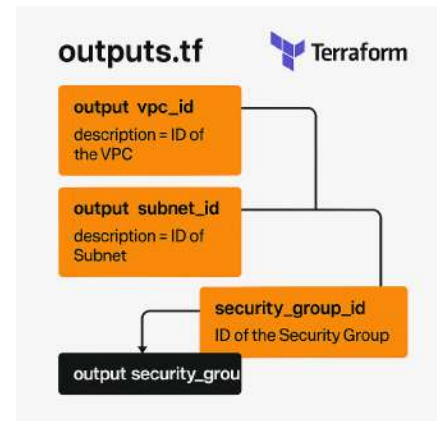 outputs.tf
Terraform
output vpc_id
description = ID of
the VPC
output subnet_id
description = ID of
Subnet
security_group_id
ID of the Security Group
output security_grou